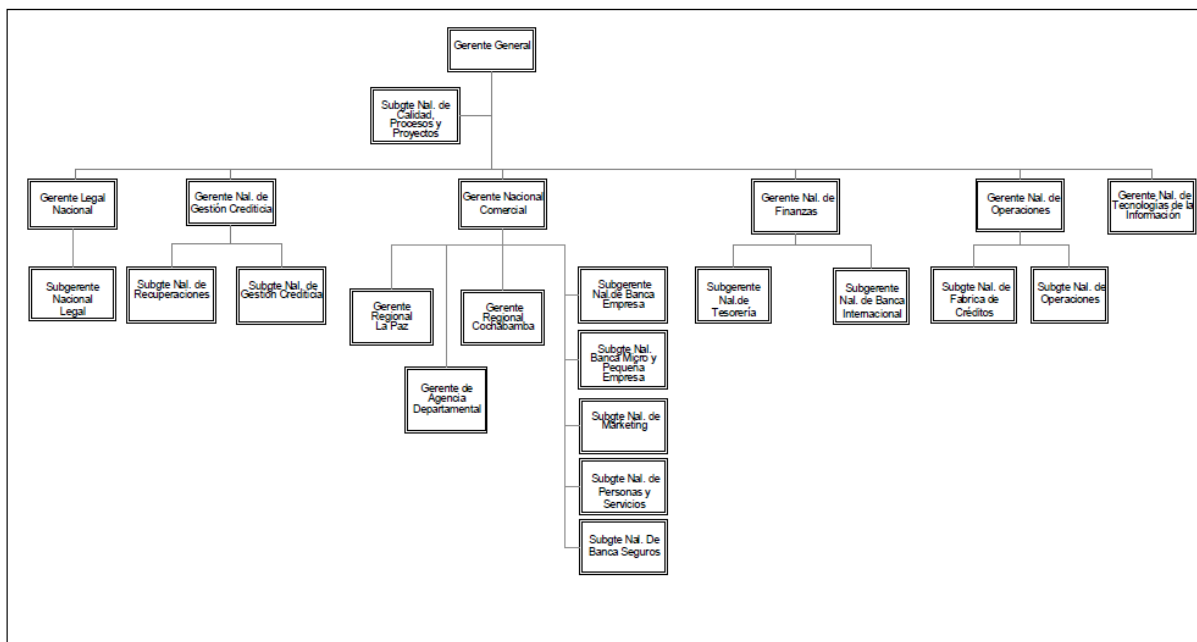 Gerente General
Subgte Nal. de
Calidad,
Procesos y
Proyectos
Gerente Legal
Nacional
Gerente Nal. de
Gestión Crediticia
Gerente Nacional
Comercial
Gerente Nal. de
Finanzas
Gerente Nal. de
Operaciones
Gerente Nal. de
Tecnologías de la
Información
Subgerente
Nacional
Legal
Subgte Nal. de
Recuperaciones
Subgte Nal. de
Gestión Crediticia
Gerente
Regional
La Paz
Gerente
Regional
Cochabamba
Gerente de
Agencia
Departamental
Subgerente
Nal.de Banca
Empresa
Subgte Nal.
Banca Micro y
Pequeña
Empresa
Subgte Nal. de
Marketing
Subgte Nal. de
Personas y
Servicios
Subgte Nal. De
Banca Seguros
Subgerente
Nal.de
Tesorería
Subgerente
Nal. de Banca
Internacional
Subgte Nal. de
Fabrica de
Créditos
Subgte Nal. de
Operaciones